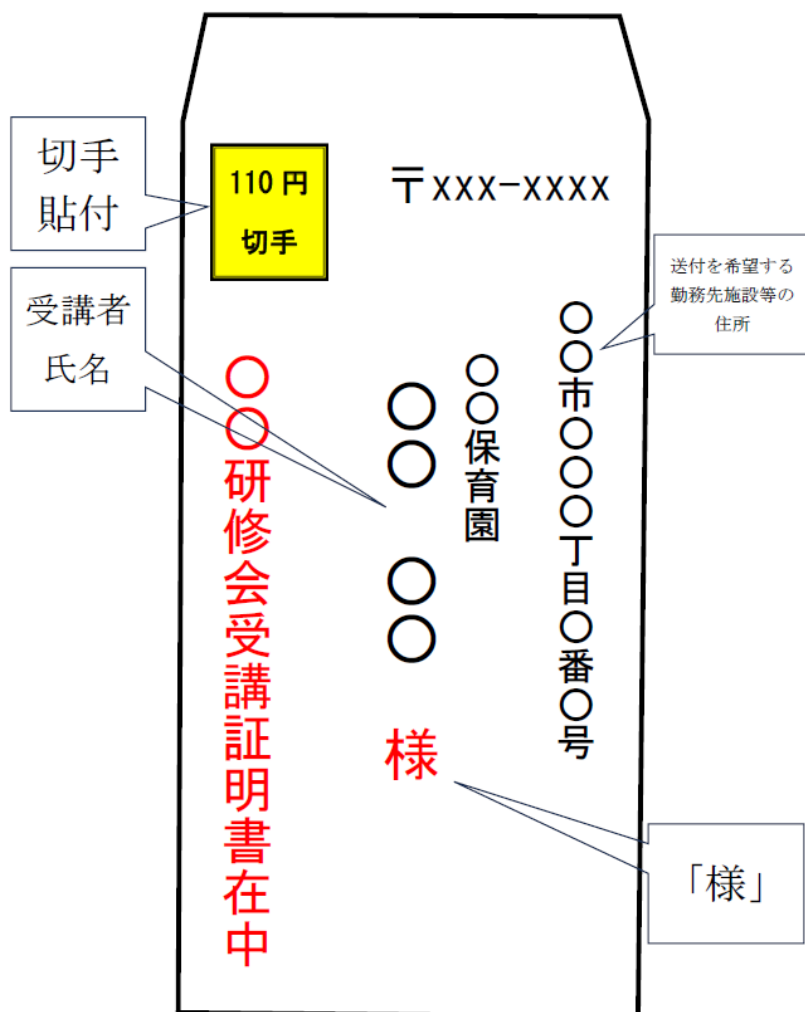 切手
貼付
110円
切手
〒xxx-xxxx
送付を希望する
勤務先施設等の
住所
受講者
氏名
〇〇市〇〇〇丁目〇番〇号
〇〇保育園
〇〇　〇〇　様
〇〇研修会受講証明書在中
「様」